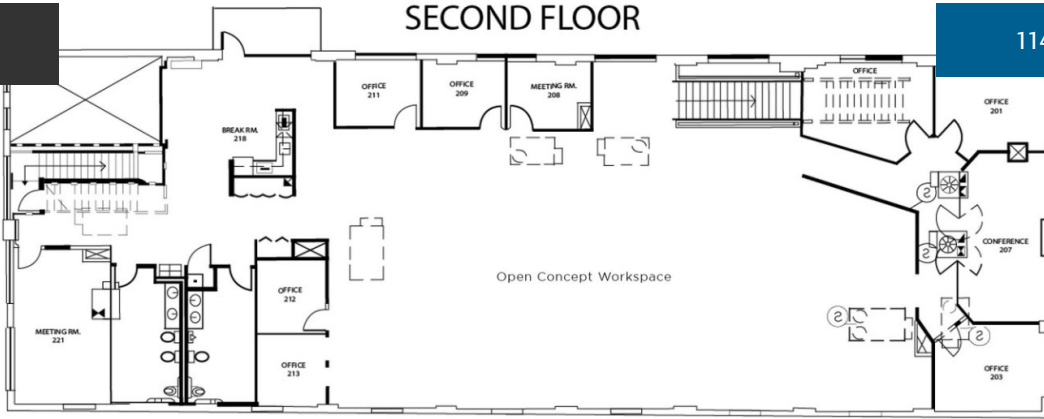 SECOND FLOOR
114
OFFICE
211
OFFICE
209
MEETING RM.
208
OFFICE
OFFICE
201
BREAK RM.
218
S
S
CONFERENCE
207
Open Concept Workspace
OFFICE
212
S
S
MEETING RM.
221
OFFICE
213
OFFICE
203